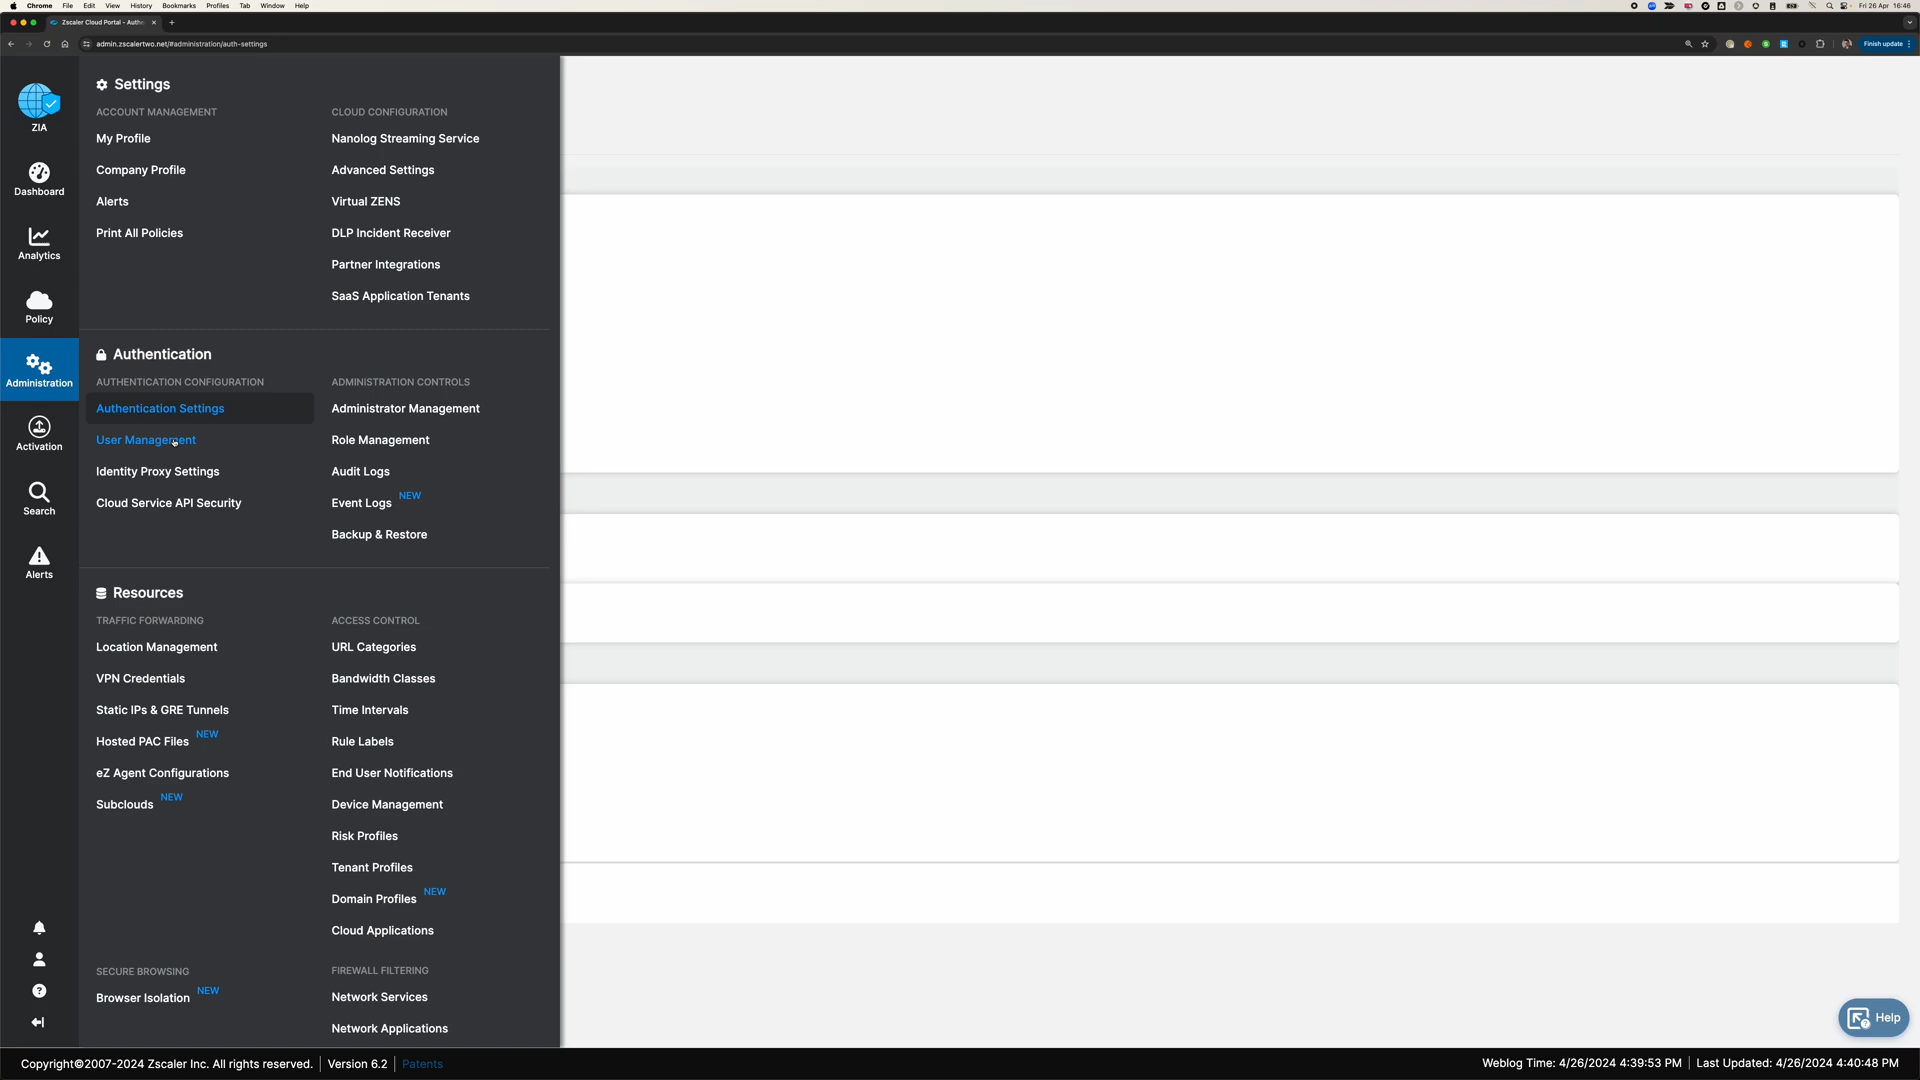 Chrome File Edit View History Bookmarks Profiles Tab Window Help
Fri 26 Apr 16:46
Zscaler Cloud Portal - Authe
admin.zscalertwo.net/#administration/auth-settings
Finish update
ZIA
Dashboard
Analytics
Policy
Administration
Activation
Search
Alerts
Settings
ACCOUNT MANAGEMENT
My Profile
Company Profile
Alerts
Print All Policies
CLOUD CONFIGURATION
Nanolog Streaming Service
Advanced Settings
Virtual ZENS
DLP Incident Receiver
Partner Integrations
SaaS Application Tenants
Authentication
AUTHENTICATION CONFIGURATION
Authentication Settings
User Management
Identity Proxy Settings
Cloud Service API Security
ADMINISTRATION CONTROLS
Administrator Management
Role Management
Audit Logs
Event Logs NEW
Backup & Restore
Resources
TRAFFIC FORWARDING
Location Management
VPN Credentials
Static IPs & GRE Tunnels
Hosted PAC Files NEW
eZ Agent Configurations
Subclouds NEW
ACCESS CONTROL
URL Categories
Bandwidth Classes
Time Intervals
Rule Labels
End User Notifications
Device Management
Risk Profiles
Tenant Profiles
Domain Profiles NEW
Cloud Applications
SECURE BROWSING
Browser Isolation NEW
FIREWALL FILTERING
Network Services
Network Applications
Help
Copyright©2007-2024 Zscaler Inc. All rights reserved. Version 6.2 Patents
Weblog Time: 4/26/2024 4:39:53 PM Last Updated: 4/26/2024 4:40:48 PM